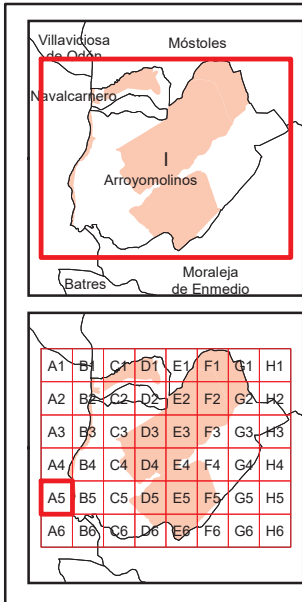 Villaviciosa
de Odón
Móstoles
Navalcarnero
I
Arroyomolinos
Batres
Moraleja
de Enmedio
A1 B1 C1 D1 E1 F1 G1 H1
A2 B2 C2 D2 E2 F2 G2 H2
A3 B3 C3 D3 E3 F3 G3 H3
A4 B4 C4 D4 E4 F4 G4 H4
A5 B5 C5 D5 E5 F5 G5 H5
A6 B6 C6 D6 E6 F6 G6 H6